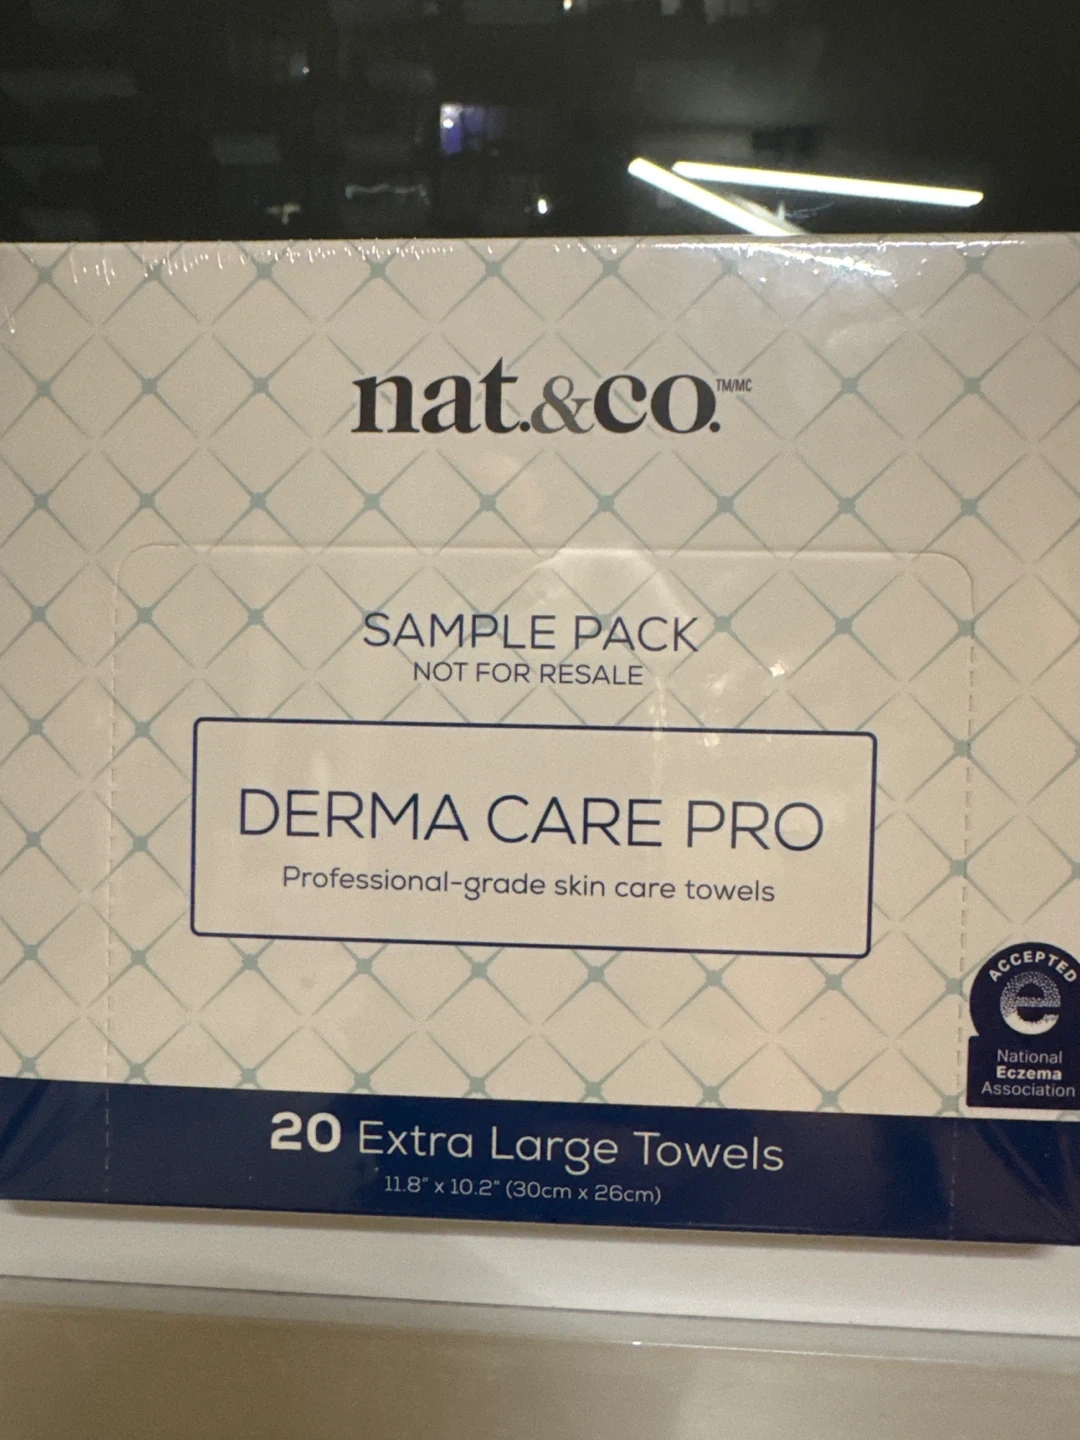 nat.&co.™/MC
SAMPLE PACK
NOT FOR RESALE
DERMA CARE PRO
Professional-grade skin care towels
ACCEPTED
e
National
Eczema
Association
20 Extra Large Towels
11.8" x 10.2" (30cm x 26cm)